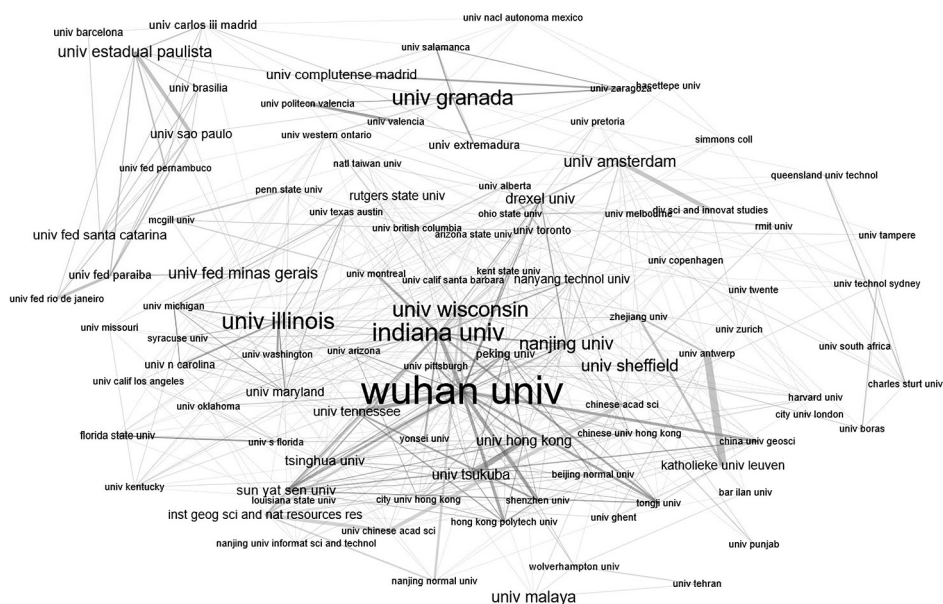 univ nacl autonoma mexico
univ carlos iii madrid
univ barcelona
univ salamanca
univ estadual paulista
univ complutense madrid
univ brasilia
univ zaragoza
hacettepe univ
univ granada
univ politecn valencia
univ valencia
univ pretoria
univ sao paulo
univ western ontario
simmons coll
univ extremadura
univ amsterdam
natl taiwan univ
univ fed pernambuco
queensland univ technol
univ alberta
penn state univ
rutgers state univ
drexel univ
univ texas austin
ohio state univ
univ melbourne
div sci and innovat studies
mcgill univ
rmit univ
univ british columbia
univ toronto
arizona state univ
univ fed santa catarina
univ tampere
univ copenhagen
kent state univ
univ fed paraiba
univ fed minas gerais
univ montreal
univ calif santa barbara
nanyang technol univ
univ technol sydney
univ twente
univ fed rio de janeiro
univ michigan
univ wisconsin
zhejiang univ
univ illinois
univ missouri
univ zurich
indiana univ
syracuse univ
nanjing univ
univ south africa
univ arizona
univ washington
peking univ
univ antwerp
univ n carolina
univ pittsburgh
univ sheffield
univ calif los angeles
charles sturt univ
wuhan univ
univ maryland
harvard univ
chinese acad sci
univ oklahoma
univ tennessee
city univ london
univ boras
florida state univ
chinese univ hong kong
univ s florida
yonsei univ
univ hong kong
china univ geosci
tsinghua univ
katholieke univ leuven
univ tsukuba
beijing normal univ
univ kentucky
sun yat sen univ
bar ilan univ
louisiana state univ
city univ hong kong
shenzhen univ
tongji univ
inst geog sci and nat resources res
univ ghent
hong kong polytech univ
univ chinese acad sci
nanjing univ informat sci and technol
univ punjab
wolverhampton univ
nanjing normal univ
univ tehran
univ malaya